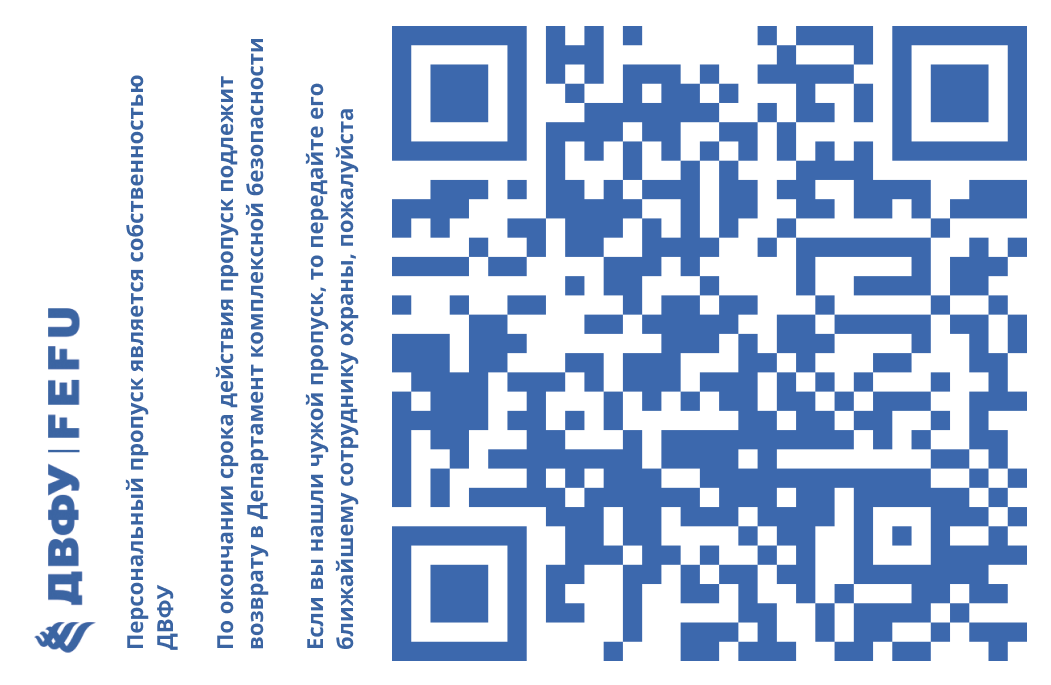 ДВФУ | FEFU
Персональный пропуск является собственностью
ДВФУ
По окончании срока действия пропуск подлежит
возврату в Департамент комплексной безопасности
Если вы нашли чужой пропуск, то передайте его
ближайшему сотруднику охраны, пожалуйста